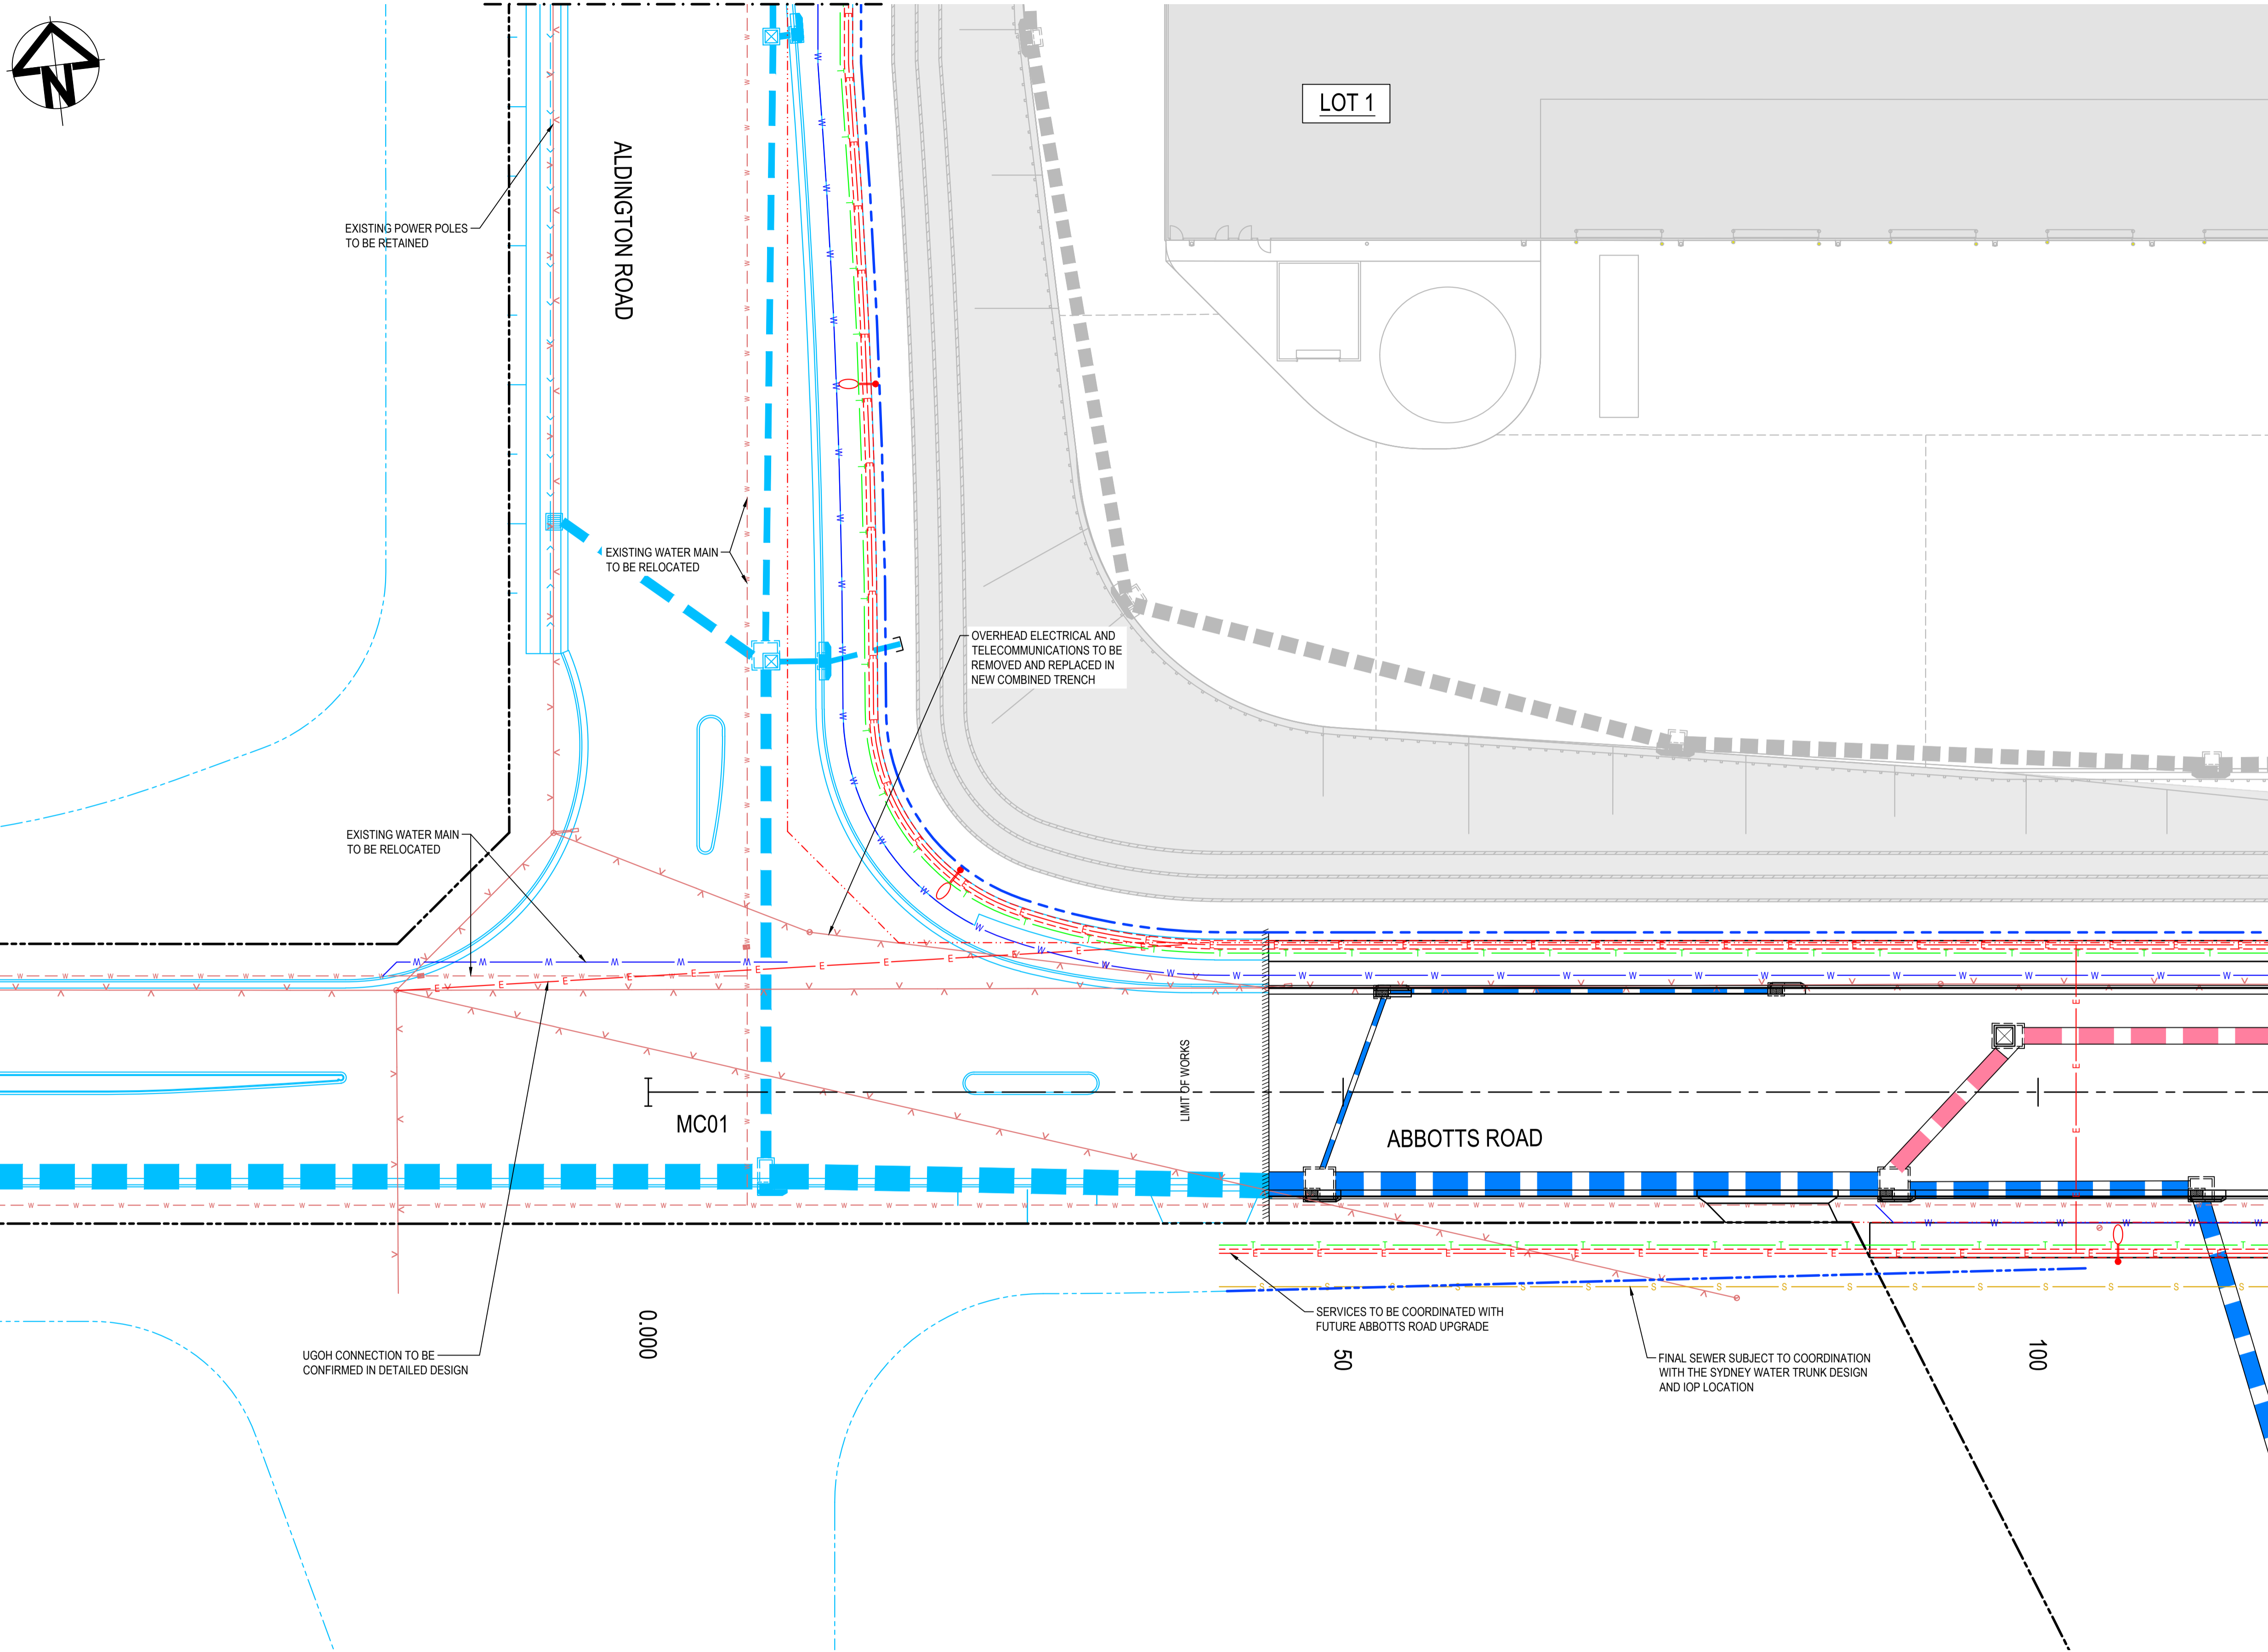 N
LOT 1
ALDINGTON ROAD
EXISTING POWER POLES
TO BE RETAINED
EXISTING WATER MAIN
TO BE RELOCATED
OVERHEAD ELECTRICAL AND
TELECOMMUNICATIONS TO BE
REMOVED AND REPLACED IN
NEW COMBINED TRENCH
EXISTING WATER MAIN
TO BE RELOCATED
LIMIT OF WORKS
MC01
ABBOTTS ROAD
SERVICES TO BE COORDINATED WITH
FUTURE ABBOTTS ROAD UPGRADE
UGOH CONNECTION TO BE
CONFIRMED IN DETAILED DESIGN
FINAL SEWER SUBJECT TO COORDINATION
WITH THE SYDNEY WATER TRUNK DESIGN
AND IOP LOCATION
0.000
50
100